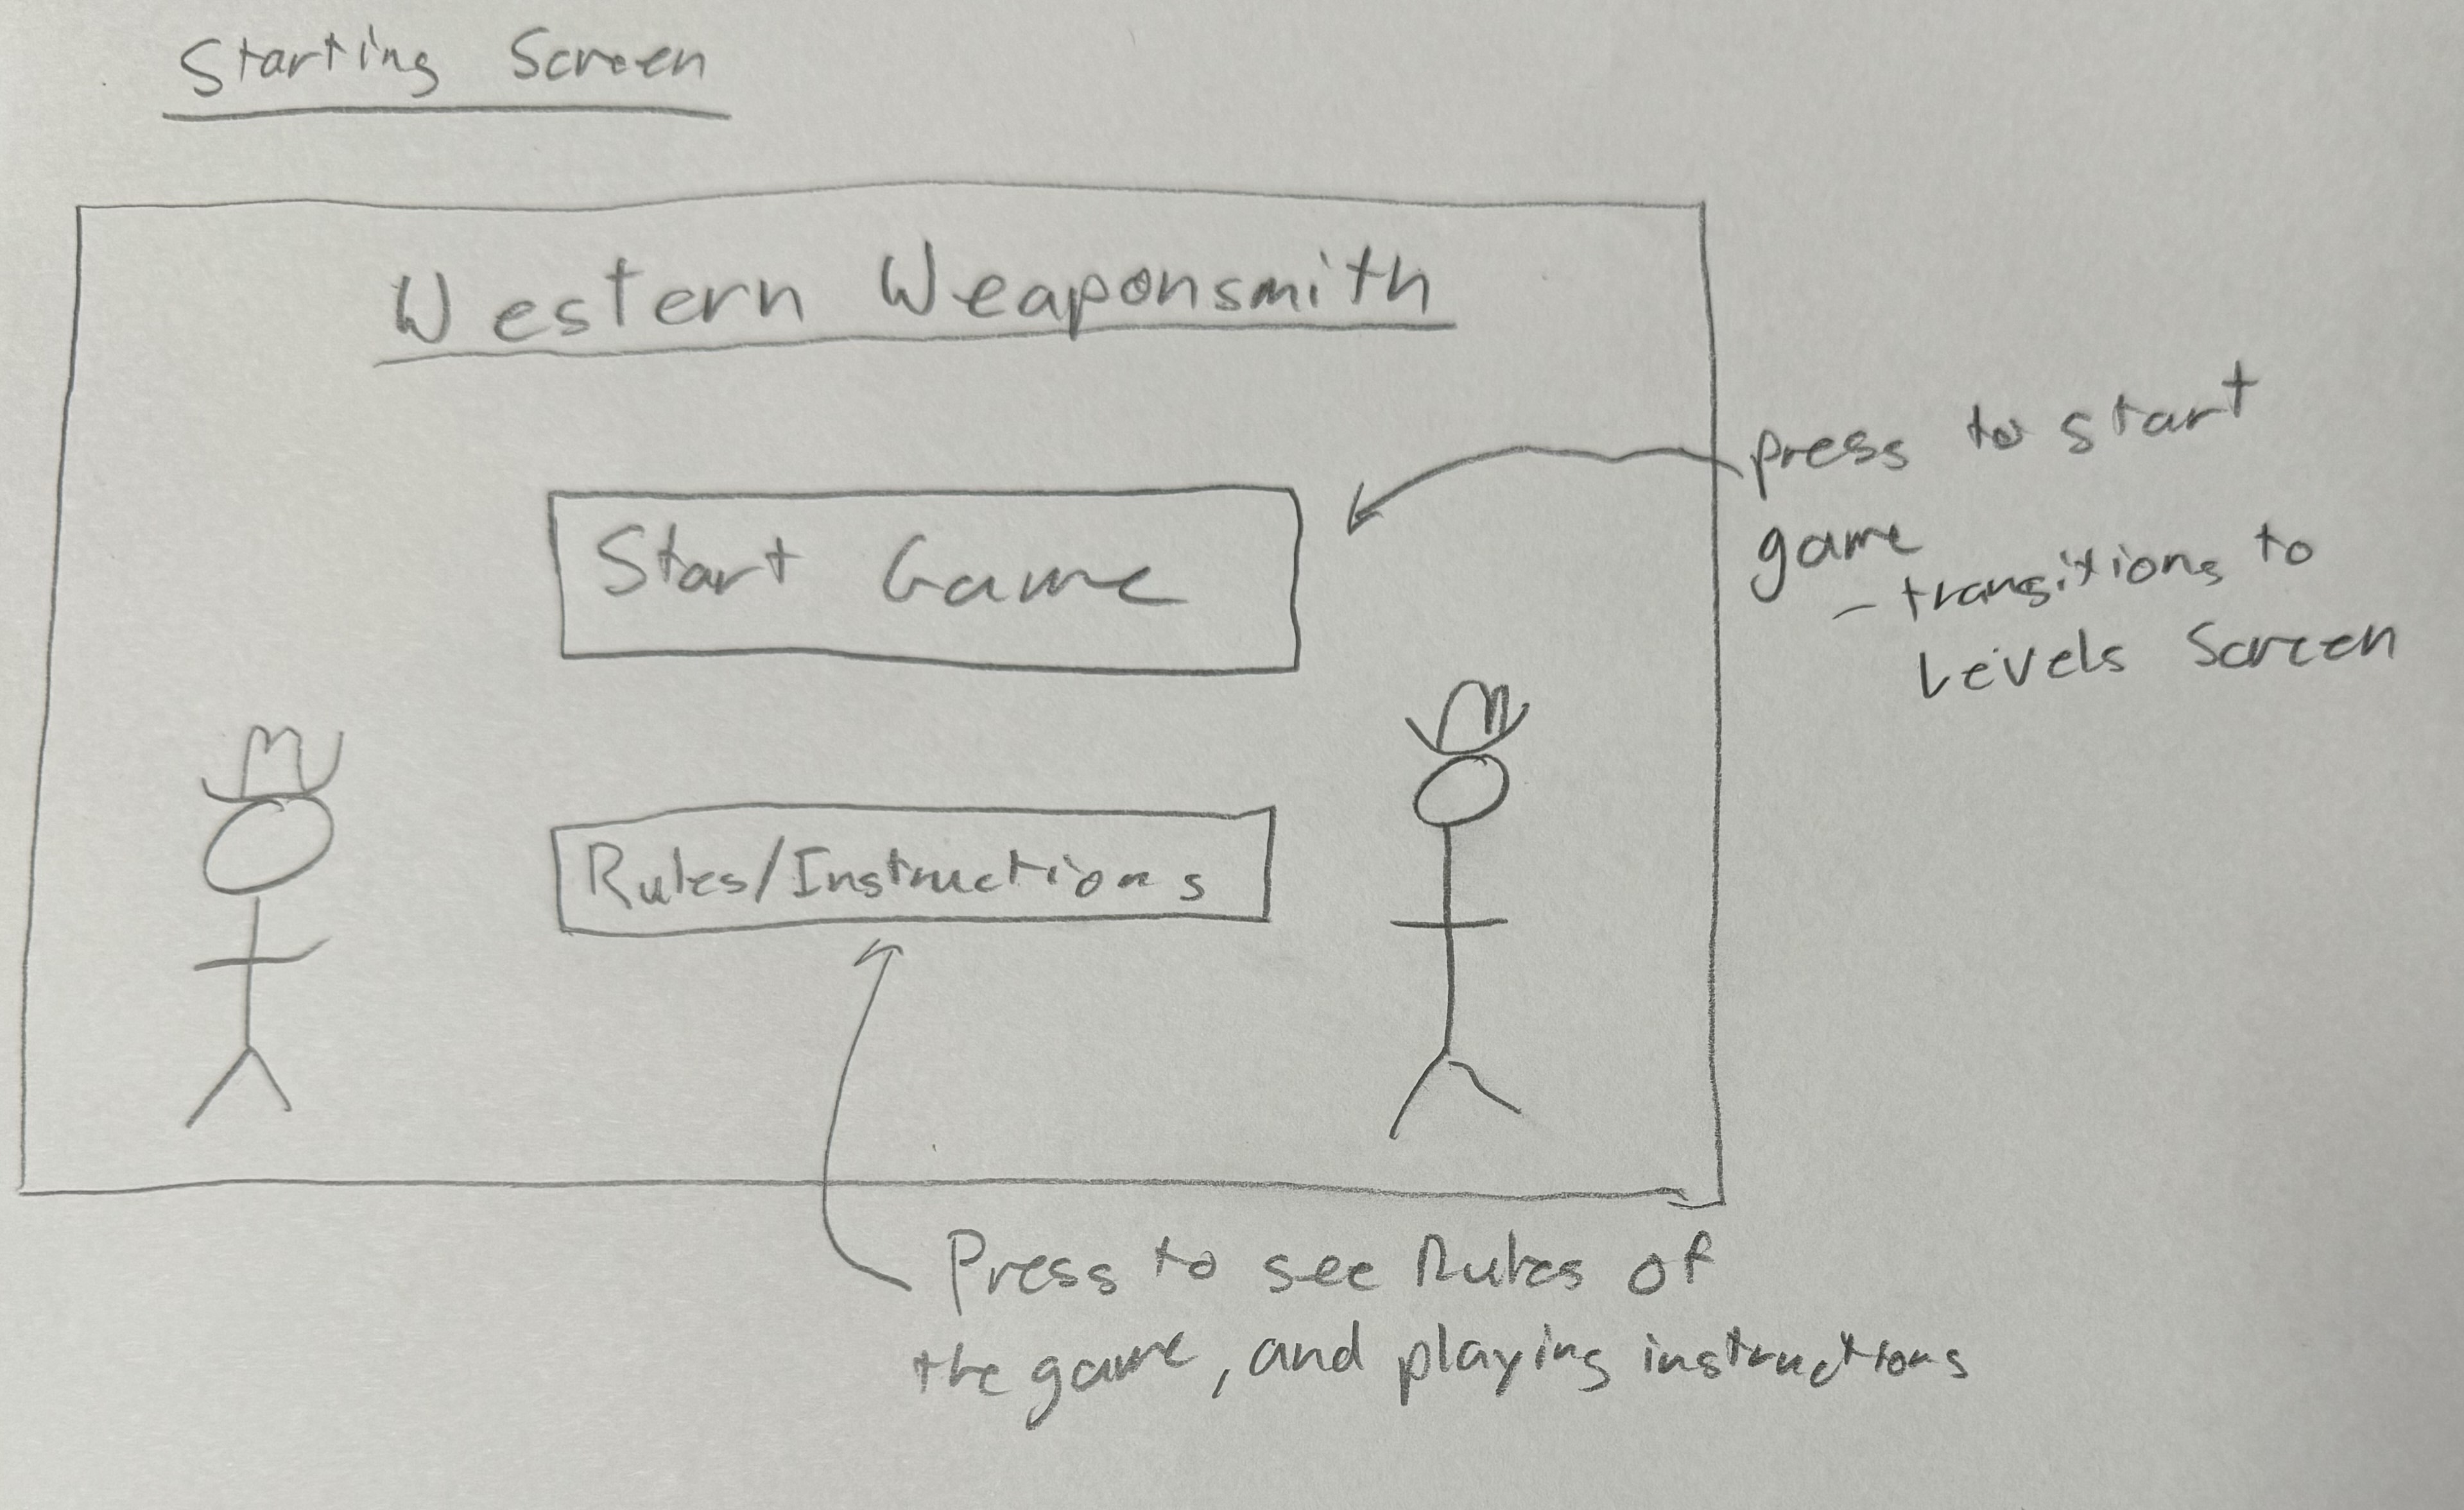 Starting Screen
Western Weaponsmith
Start Game
press to start
game
- transitions to
Levels Screen
Rules/Instructions
Press to see Rules of
the game, and playing instructions